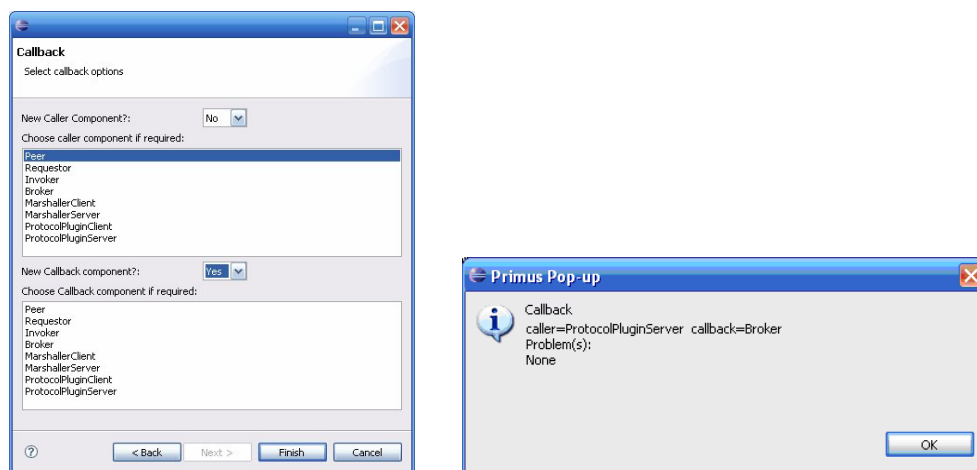 Callback
Select callback options
New Caller Component?: No
Choose caller component if required:
Peer
Requestor
Invoker
Broker
MarshallerClient
MarshallerServer
ProtocolPluginClient
ProtocolPluginServer
New Callback component?: Yes
Choose Callback component if required:
Peer
Requestor
Invoker
Broker
MarshallerClient
MarshallerServer
ProtocolPluginClient
ProtocolPluginServer
? < Back Next > Finish Cancel
Primus Pop-up
Callback
caller=ProtocolPluginServer callback=Broker
Problem(s):
None
OK